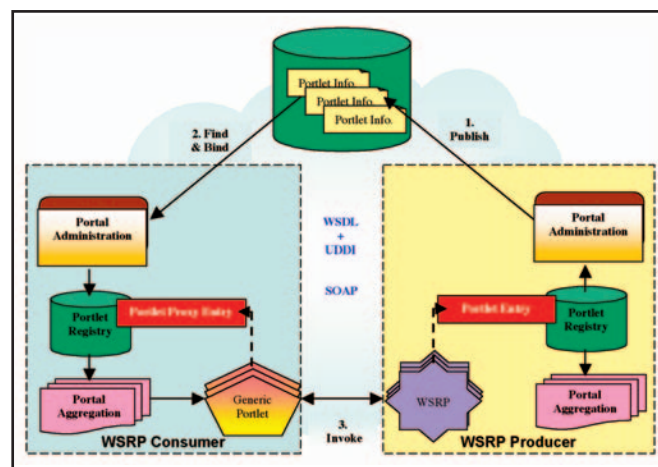 Portlet Info.
Portlet Info.
Portlet Info.
2. Find
& Bind
1.
Publish
Portal
Administration
WSDL
+
UDDI
SOAP
Portal
Administration
Portlet
Registry
Portlet Proxy Entry
Portlet Entry
Portlet
Registry
Portal
Aggregation
Generic
Portlet
WSRP
Portal
Aggregation
WSRP Consumer
3.
Invoke
WSRP Producer